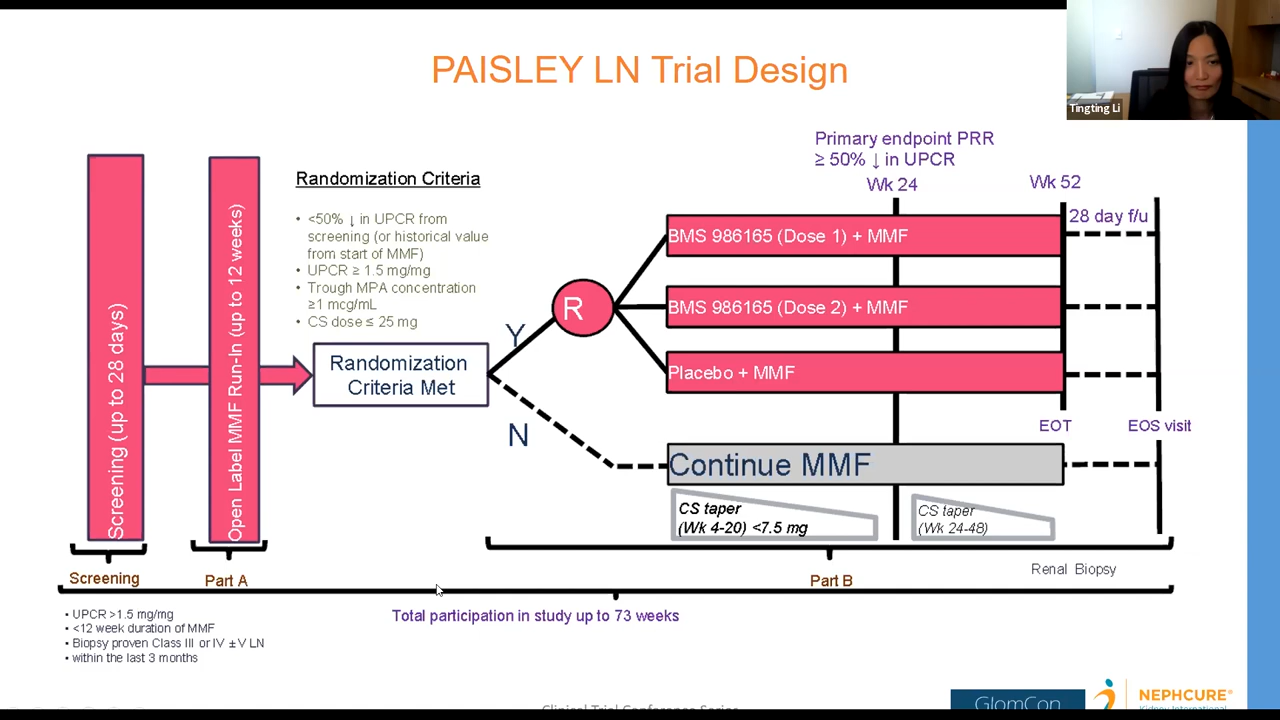 PAISLEY LN Trial Design
Tingting Li
Primary endpoint PRR
≥ 50% ↓ in UPCR
Wk 24
Wk 52
28 day f/u
Screening (up to 28 days)
Open Label MMF Run-In (up to 12 weeks)
Randomization Criteria
• <50% ↓ in UPCR from
screening (or historical value
from start of MMF)
• UPCR ≥ 1.5 mg/mg
• Trough MPA concentration
≥1 mcg/mL
• CS dose ≤ 25 mg
Randomization
Criteria Met
Y
N
R
BMS 986165 (Dose 1) + MMF
BMS 986165 (Dose 2) + MMF
Placebo + MMF
EOT
EOS visit
Continue MMF
CS taper
(Wk 4-20) <7.5 mg
CS taper
(Wk 24-48)
Renal Biopsy
Screening
Part A
Part B
Total participation in study up to 73 weeks
• UPCR >1.5 mg/mg
• <12 week duration of MMF
• Biopsy proven Class III or IV ± V LN
• within the last 3 months
Clinical Trial Conference Series
GlomCon
NEPHCURE®
Kidney International